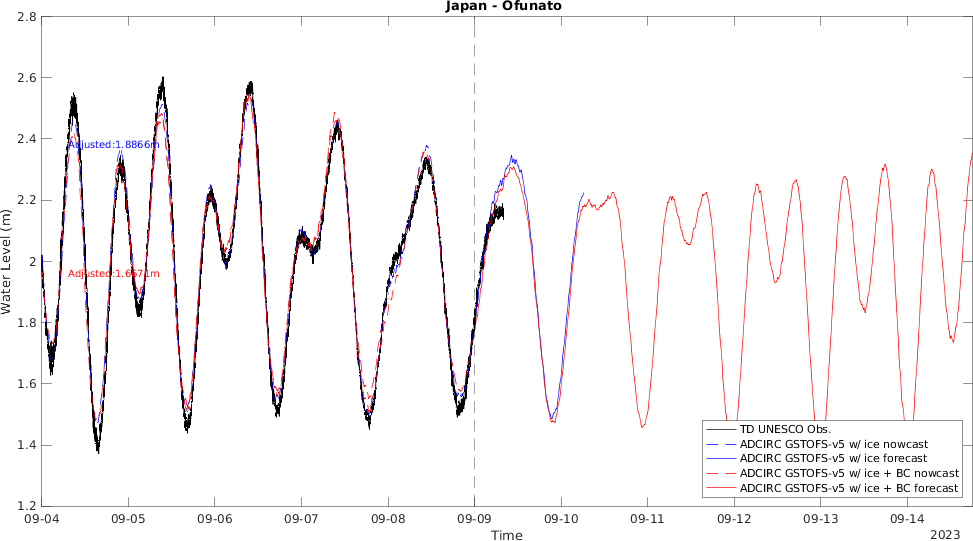 Japan - Ofunato
Water Level (m)
2.8
2.6
2.4
2.2
2
1.8
1.6
1.4
1.2
Adjusted:1.8866m
Adjusted:1.6671m
TD UNESCO Obs.
ADCIRC GSTOFS-v5 w/ ice nowcast
ADCIRC GSTOFS-v5 w/ ice forecast
ADCIRC GSTOFS-v5 w/ ice + BC nowcast
ADCIRC GSTOFS-v5 w/ ice + BC forecast
09-04 09-05 09-06 09-07 09-08 09-09 09-10 09-11 09-12 09-13 09-14
Time
2023